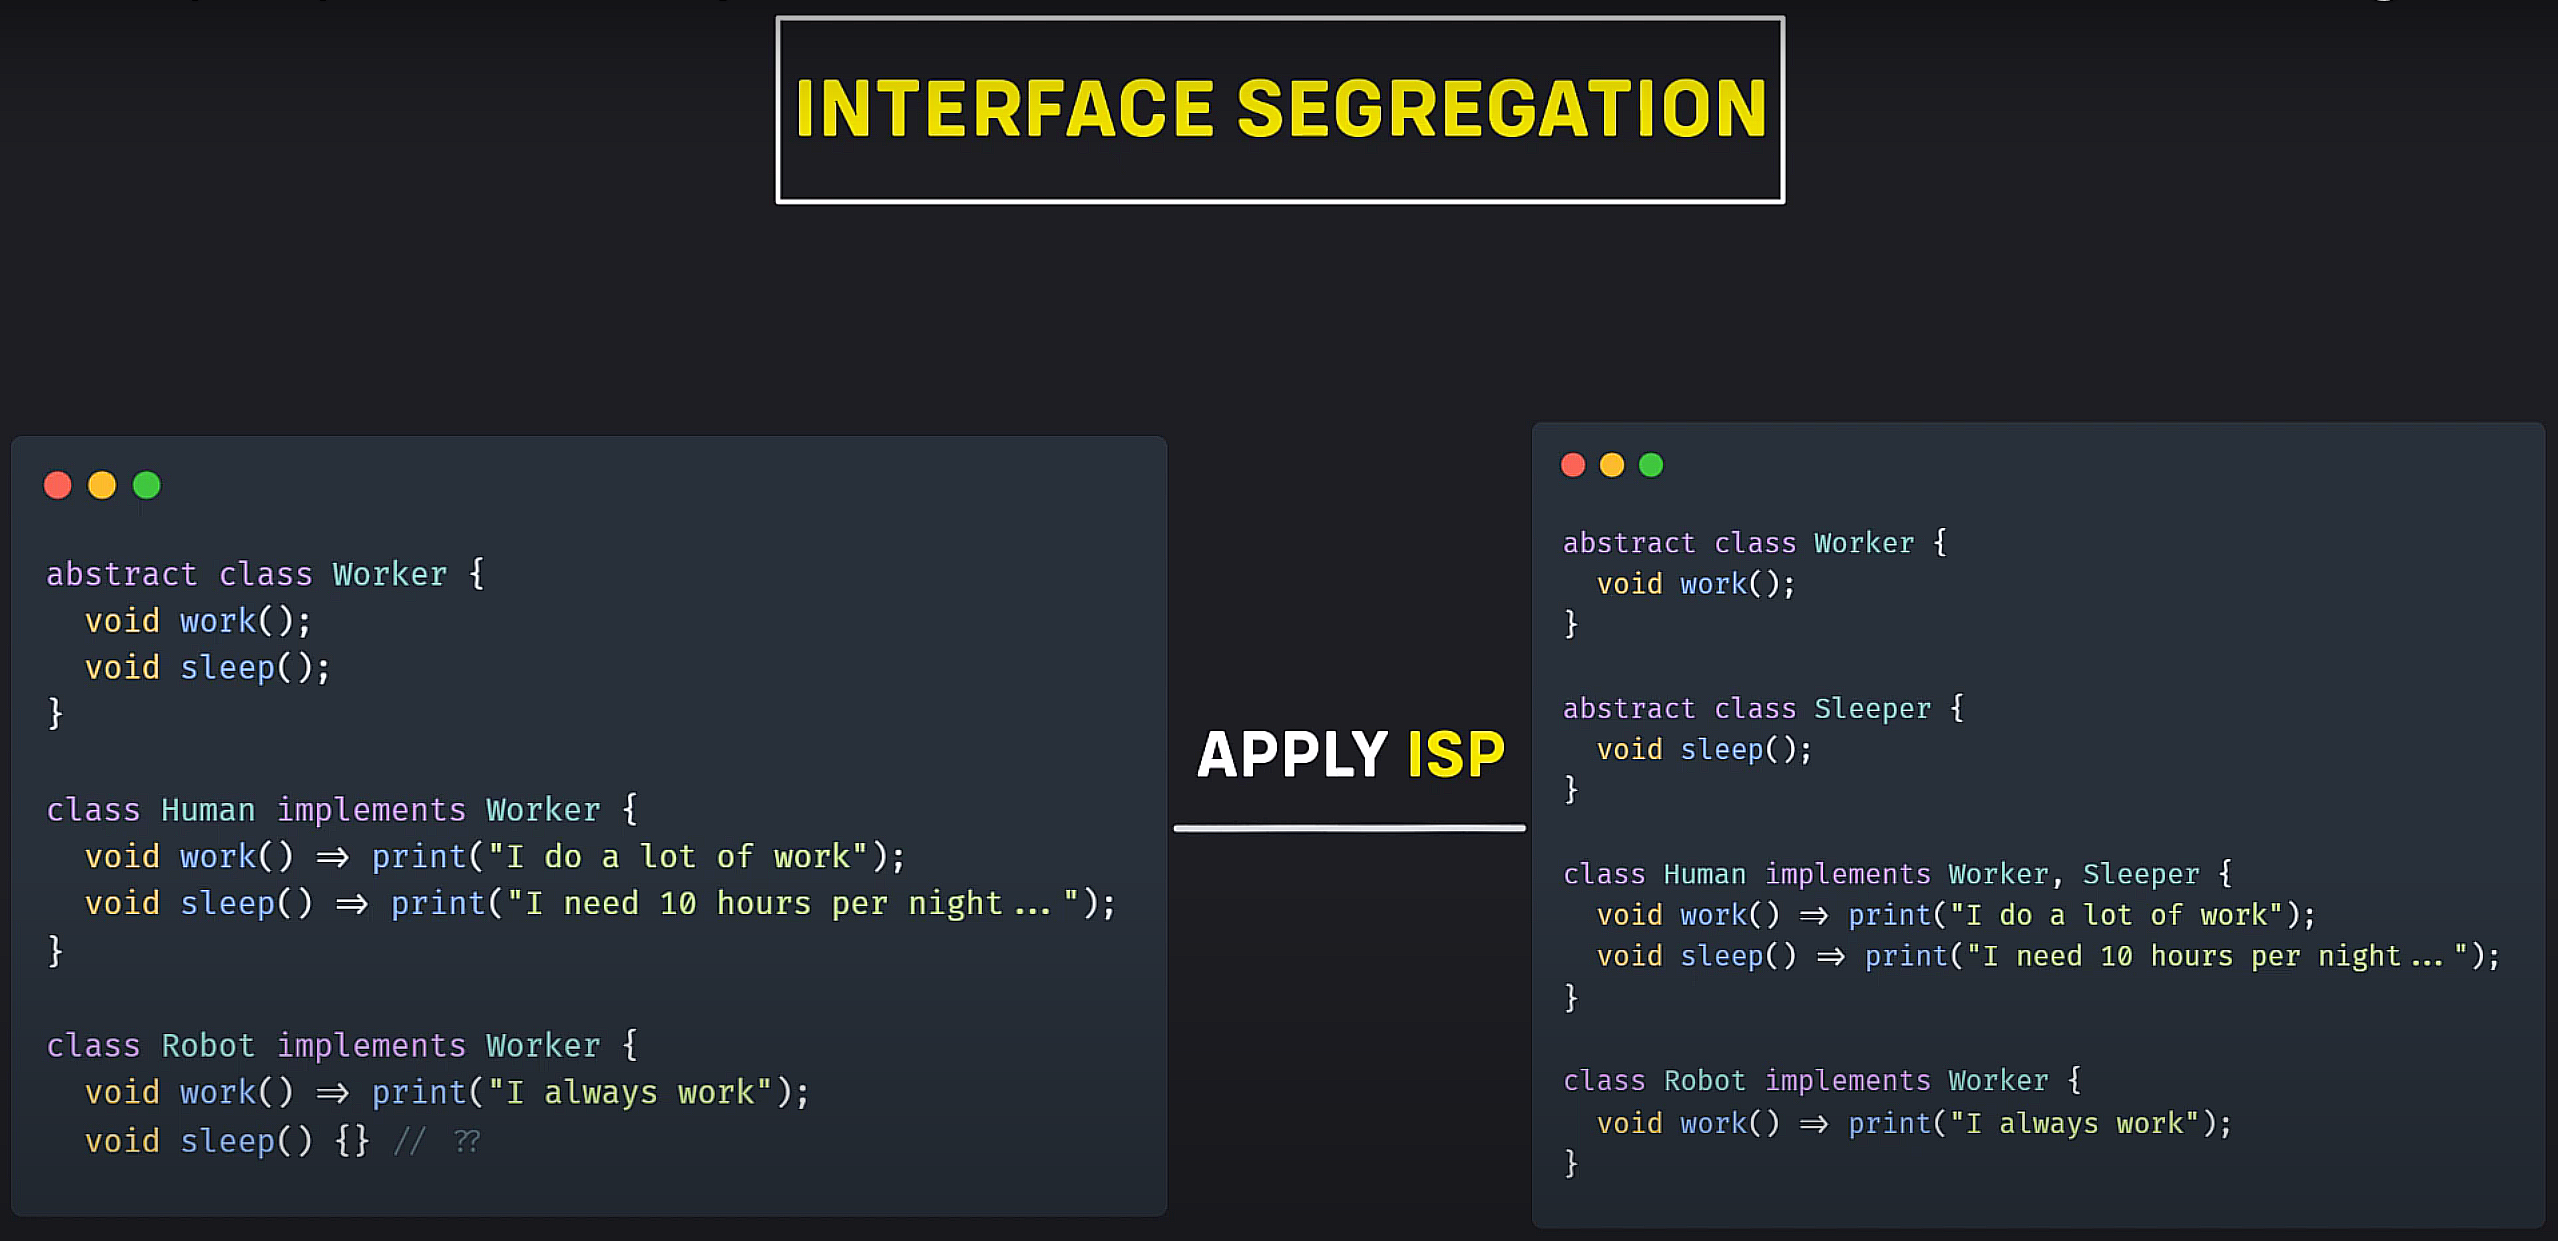 INTERFACE SEGREGATION
abstract class Worker {
  void work();
  void sleep();
}
class Human implements Worker {
  void work() => print("I do a lot of work");
  void sleep() => print("I need 10 hours per night...");
}
class Robot implements Worker {
  void work() => print("I always work");
  void sleep() {} // ??
APPLY ISP
abstract class Worker {
  void work();
}
abstract class Sleeper {
  void sleep();
}
class Human implements Worker, Sleeper {
  void work() => print("I do a lot of work");
  void sleep() => print("I need 10 hours per night...");
}
class Robot implements Worker {
  void work() => print("I always work");
}